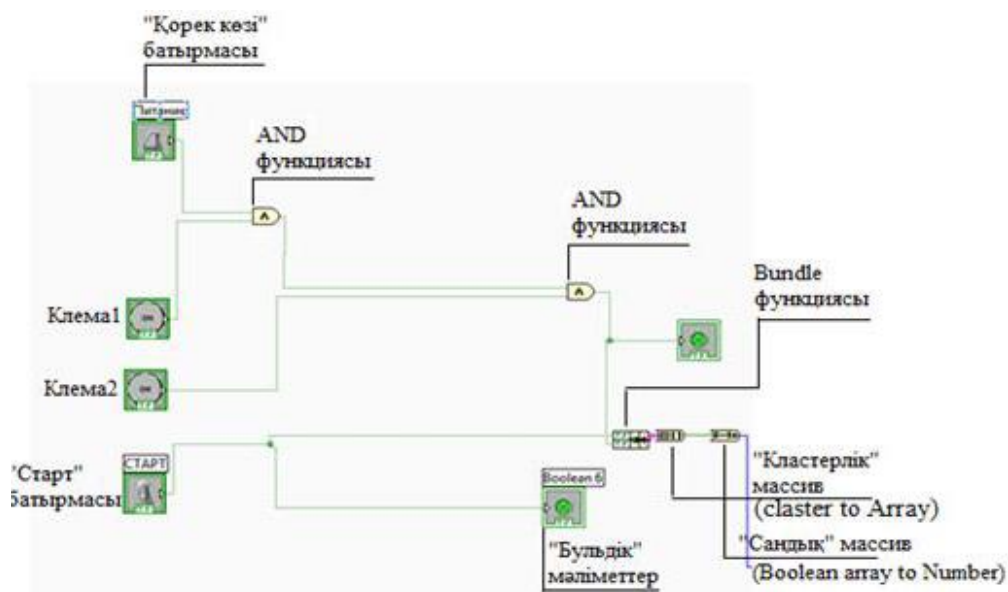 "Қорек көзі"
батырмасы
Питание
AND
функциясы
AND
функциясы
Bundle
функциясы
Клема1
Клема2
СТАРТ
"Старт"
батырмасы
Boolean 6
"Бульдік"
мәліметтер
"Кластерлік"
массив
(claster to Array)
"Сандық" массив
(Boolean array to Number)